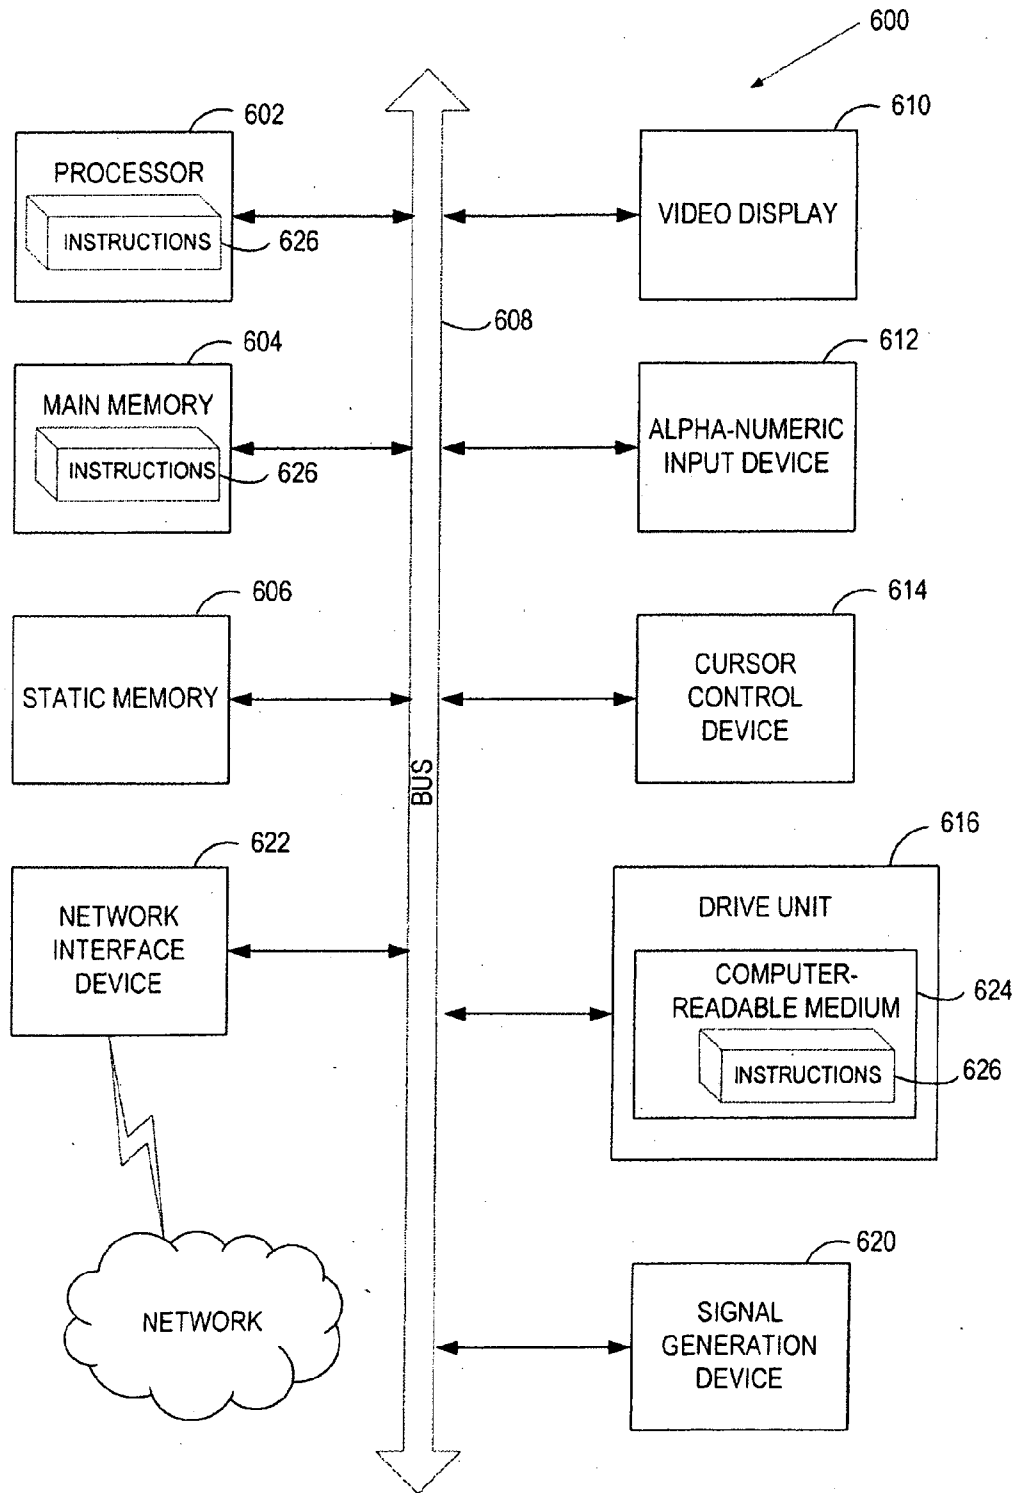 600
602
PROCESSOR
INSTRUCTIONS
626
610
VIDEO DISPLAY
608
604
MAIN MEMORY
INSTRUCTIONS
626
612
ALPHA-NUMERIC
INPUT DEVICE
606
STATIC MEMORY
614
CURSOR
CONTROL
DEVICE
BUS
622
NETWORK
INTERFACE
DEVICE
616
DRIVE UNIT
COMPUTER-
READABLE MEDIUM
624
INSTRUCTIONS
626
NETWORK
620
SIGNAL
GENERATION
DEVICE